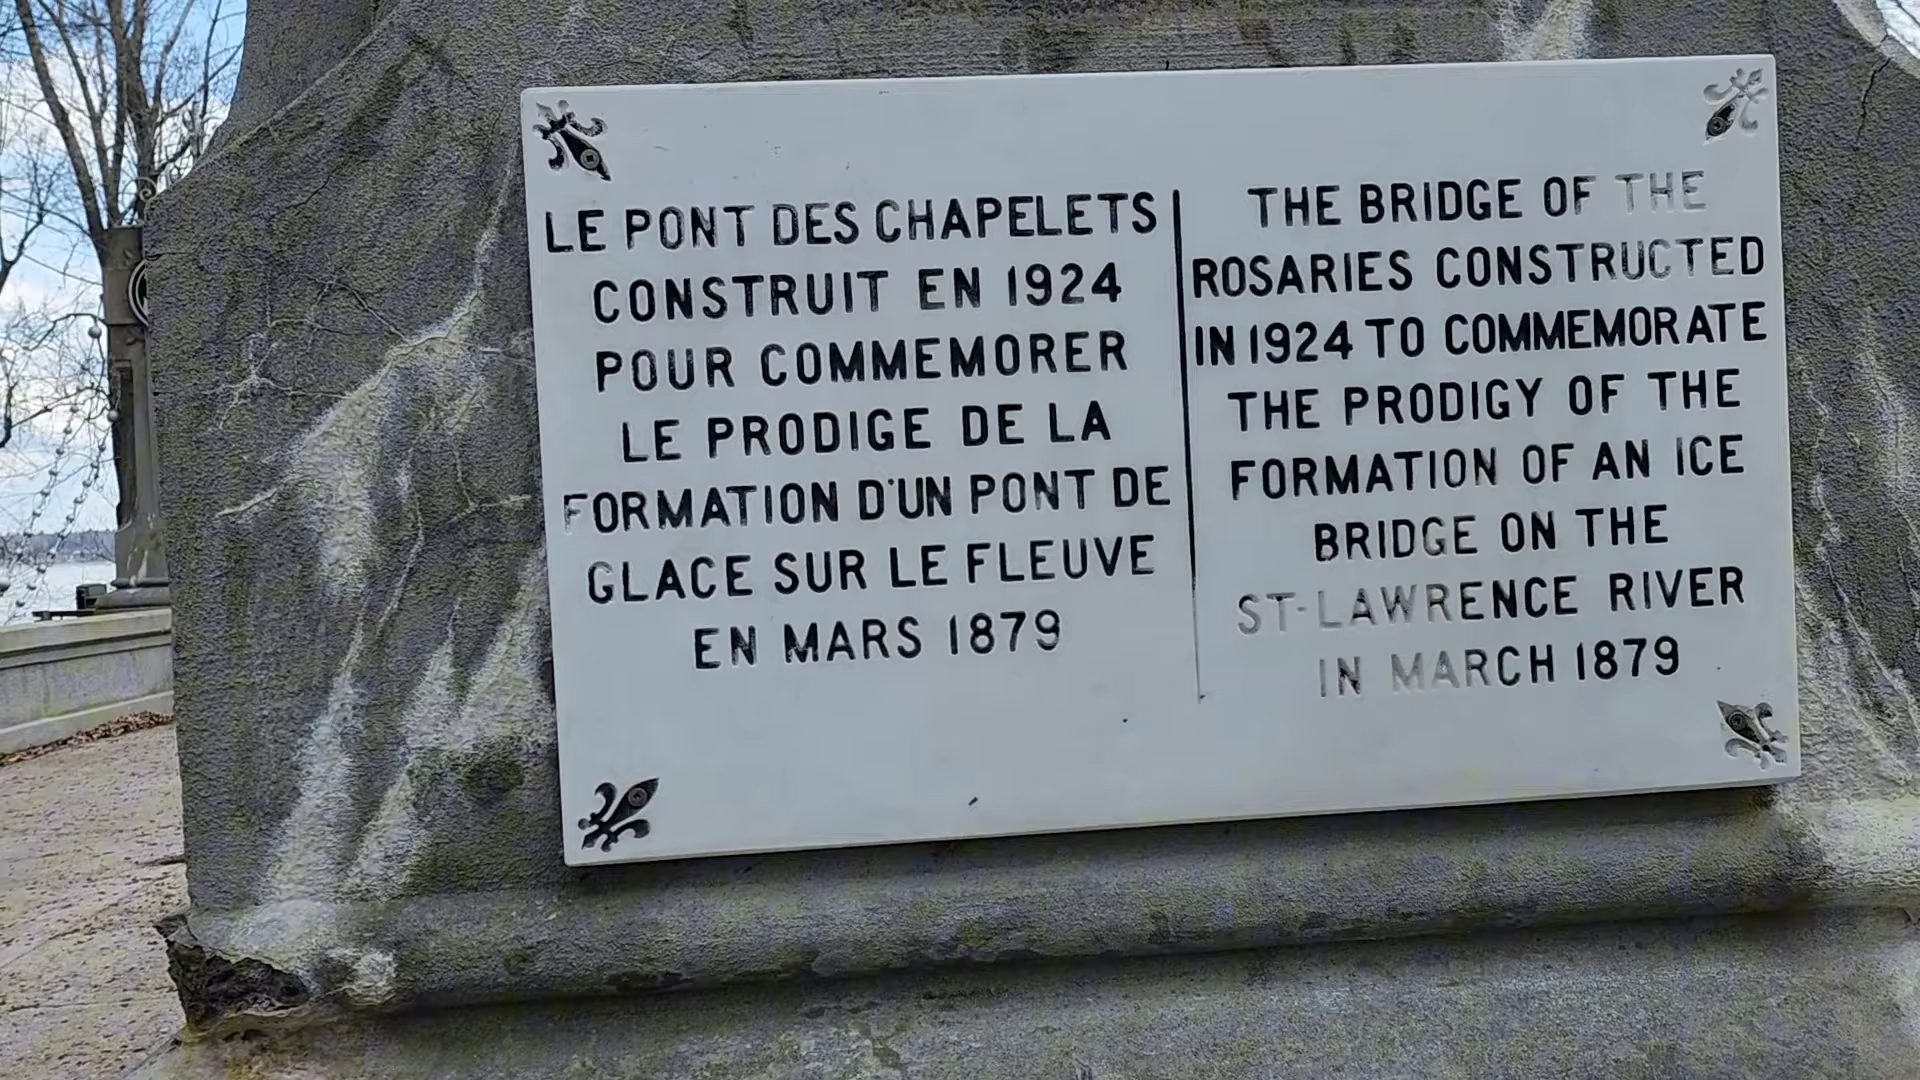 LE PONT DES CHAPELETS
CONSTRUIT EN 1924
POUR COMMEMORER
LE PRODIGE DE LA
FORMATION D'UN PONT DE
GLACE SUR LE FLEUVE
EN MARS 1879
THE BRIDGE OF THE
ROSARIES CONSTRUCTED
IN 1924 TO COMMEMORATE
THE PRODIGY OF THE
FORMATION OF AN ICE
BRIDGE ON THE
ST-LAWRENCE RIVER
IN MARCH 1879